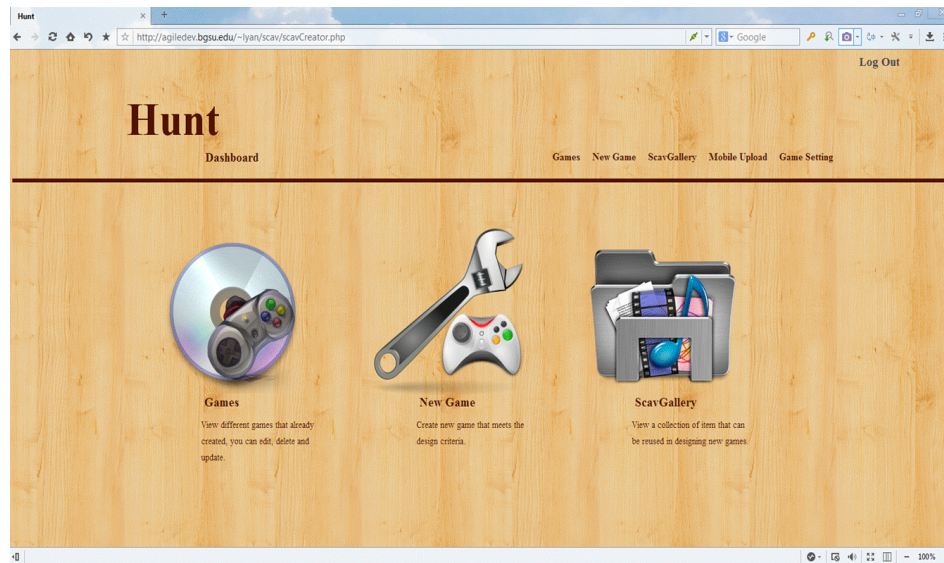 Hunt
http://agiledev.bgsu.edu/~lyan/scav/scavCreator.php
Google
Log Out
Hunt
Dashboard
Games New Game ScavGallery Mobile Upload Game Setting
Games
View different games that already
created, you can edit, delete and
update.
New Game
Create new game that meets the
design criteria.
ScavGallery
View a collection of item that can
be reused in designing new games.
100%